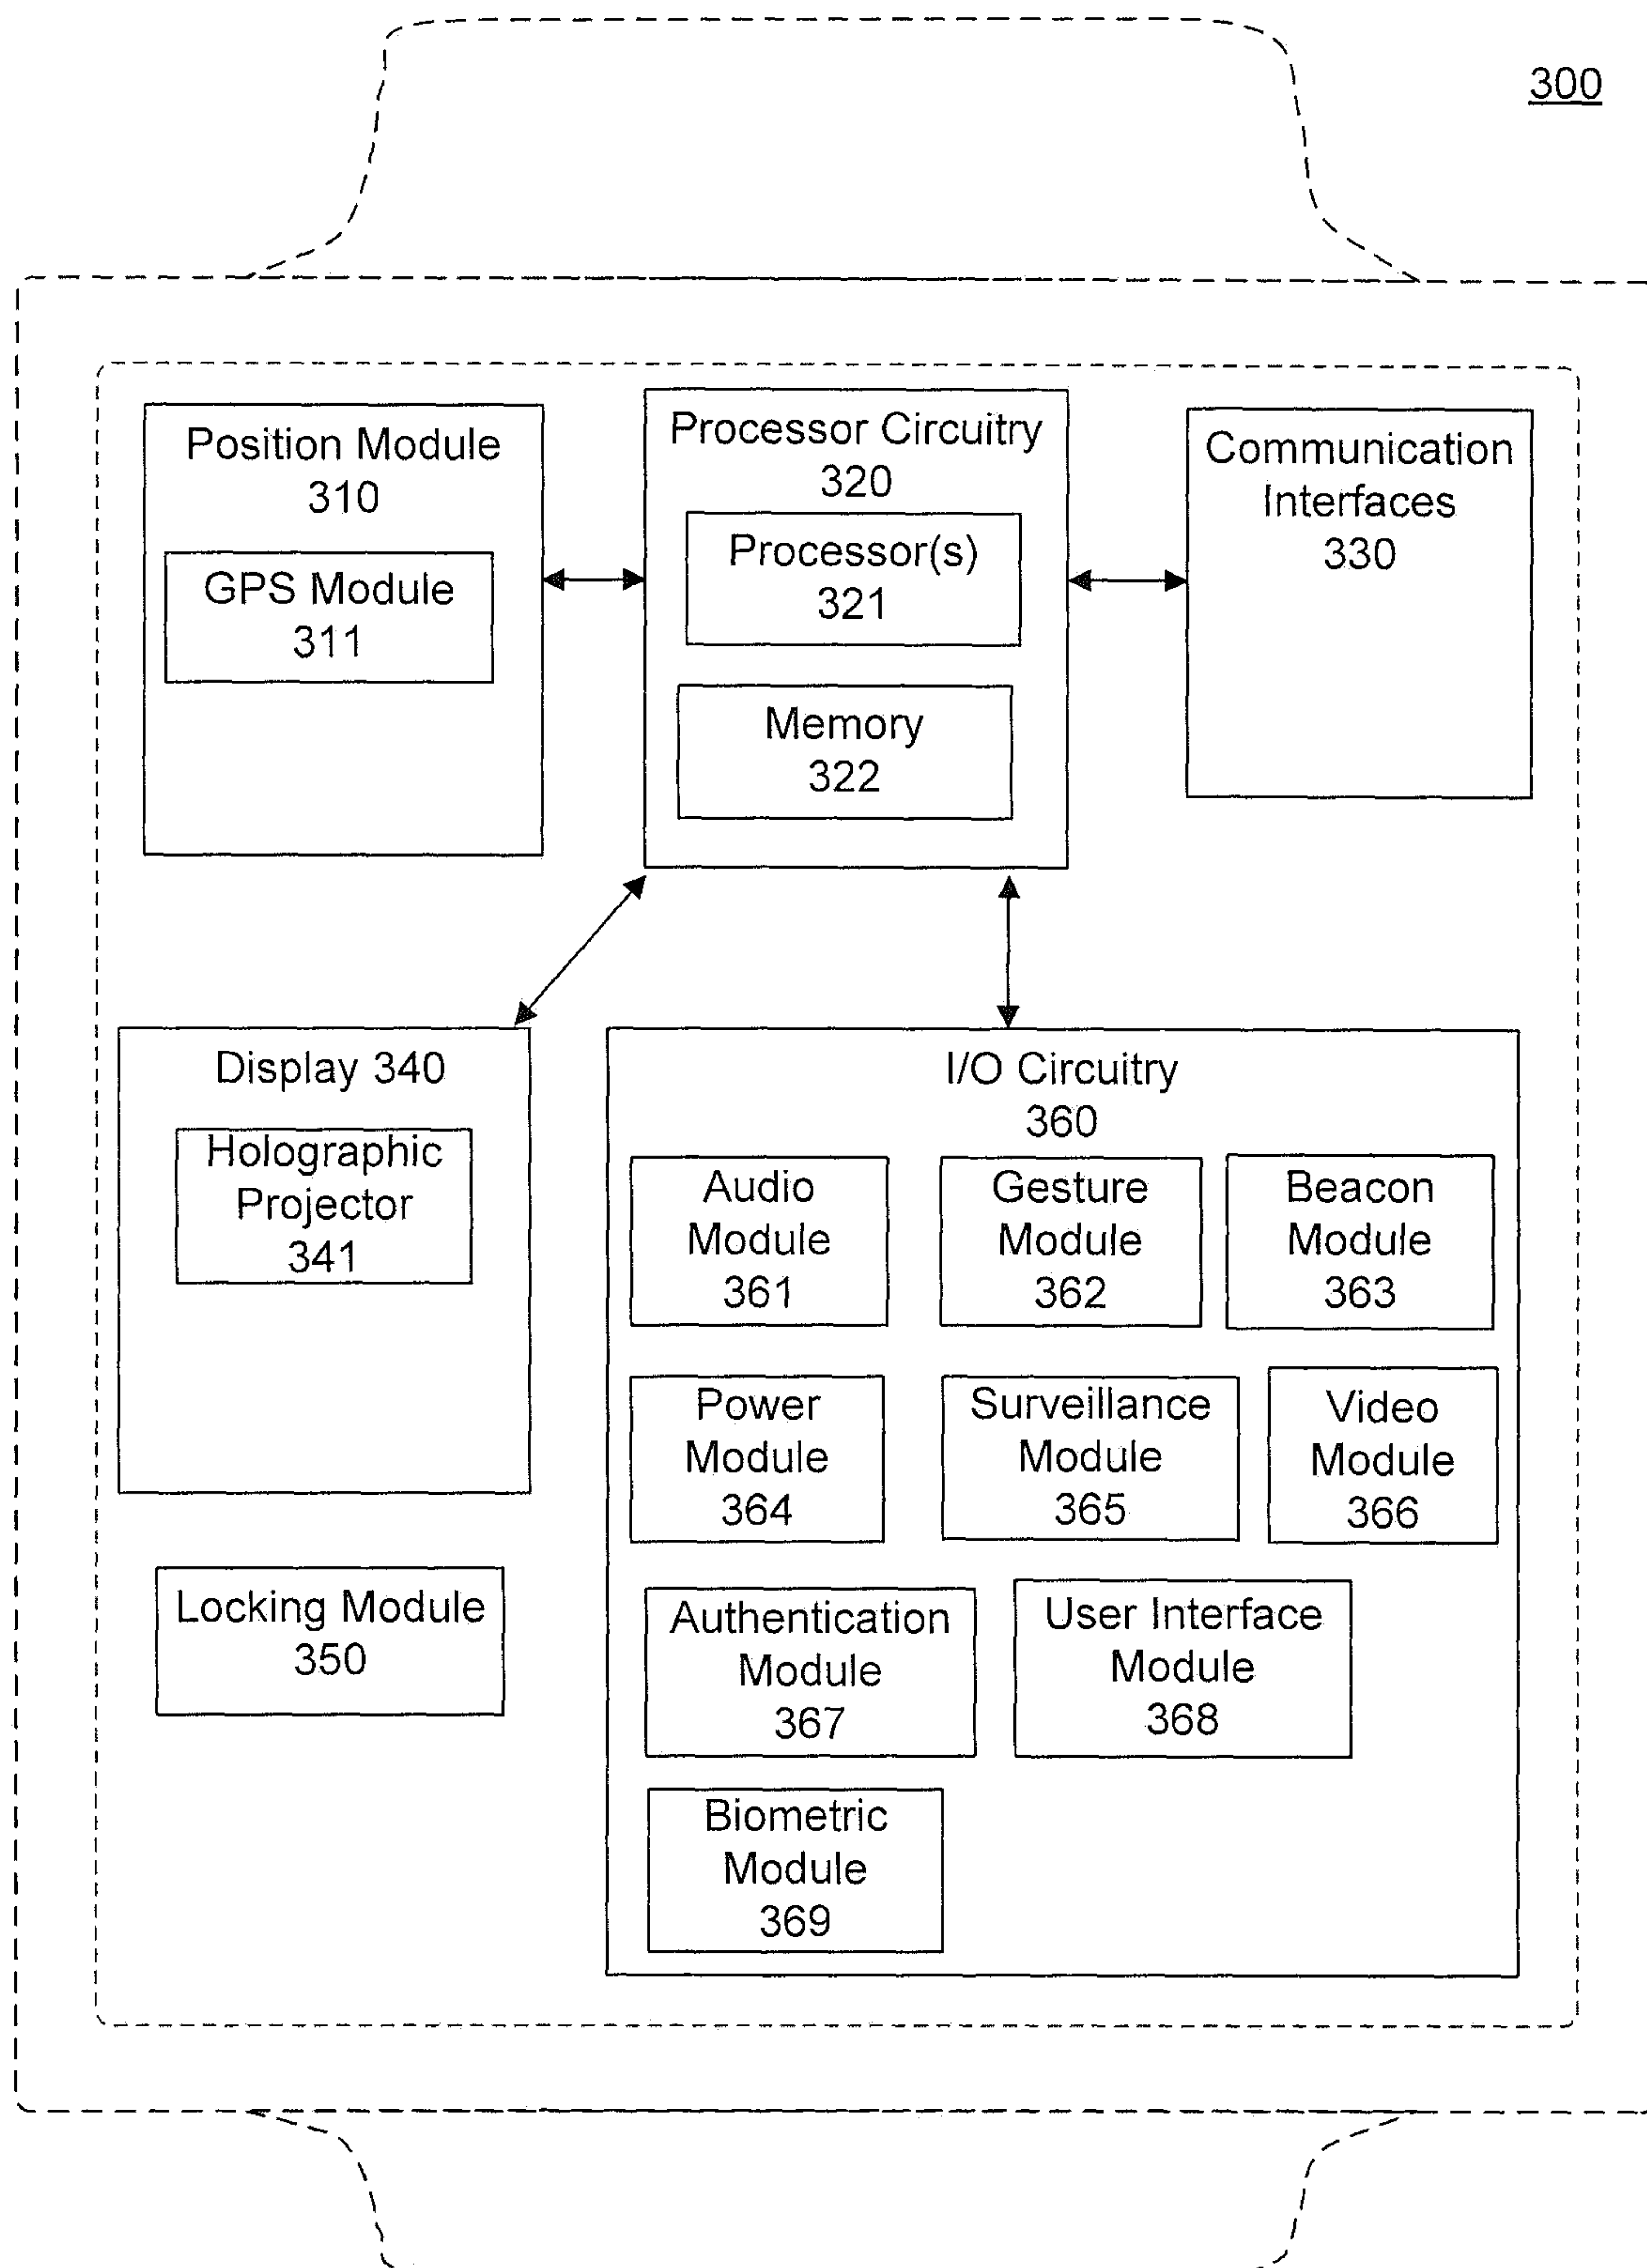 300
Position Module
310
GPS Module
311
Processor Circuitry
320
Processor(s)
321
Memory
322
Communication
Interfaces
330
Display 340
Holographic
Projector
341
Locking Module
350
I/O Circuitry
360
Audio
Module
361
Gesture
Module
362
Beacon
Module
363
Power
Module
364
Surveillance
Module
365
Video
Module
366
Authentication
Module
367
User Interface
Module
368
Biometric
Module
369